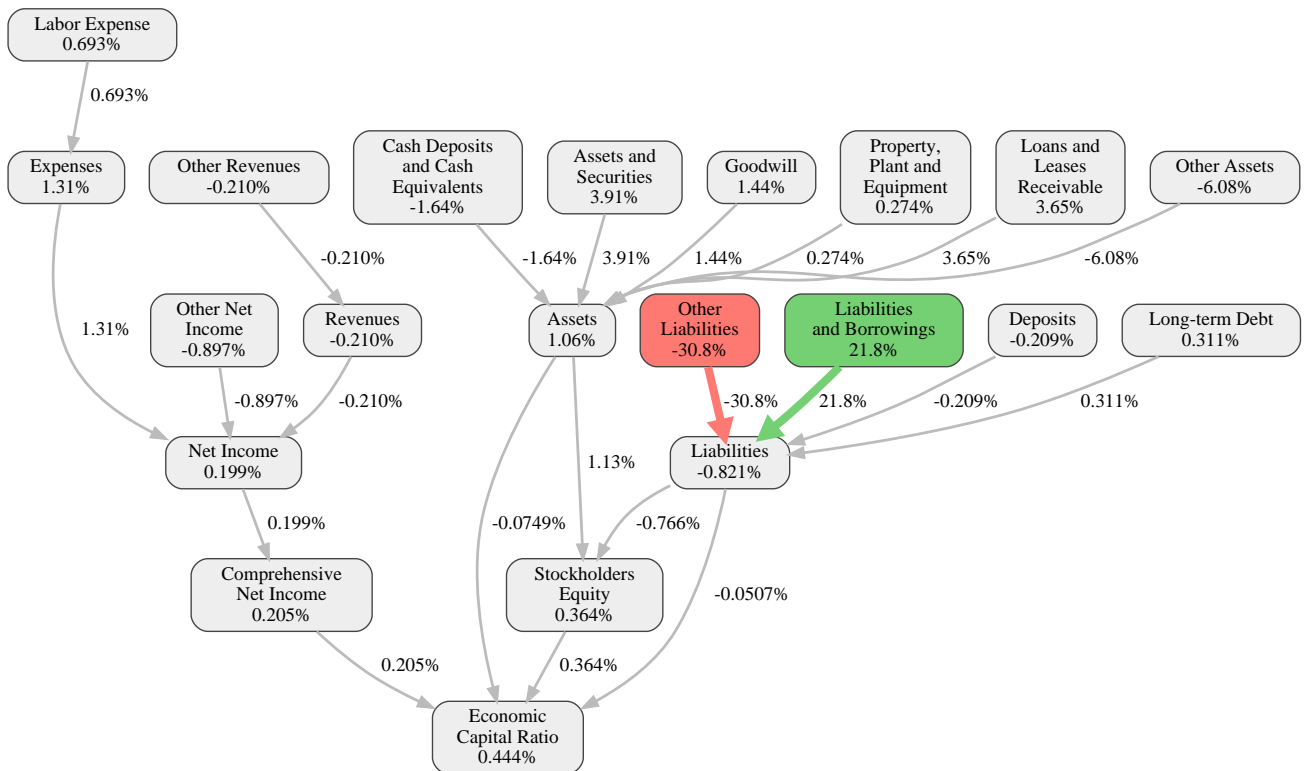 Labor Expense
0.693%
0.693%
Expenses
1.31%
Other Revenues
-0.210%
Cash Deposits
and Cash
Equivalents
-1.64%
Assets and
Securities
3.91%
Goodwill
1.44%
Property,
Plant and
Equipment
0.274%
Loans and
Leases
Receivable
3.65%
Other Assets
-6.08%
-0.210%
-1.64%
3.91%
1.44%
0.274%
3.65%
-6.08%
1.31%
Other Net
Income
-0.897%
Revenues
-0.210%
Assets
1.06%
Other
Liabilities
-30.8%
Liabilities
and Borrowings
21.8%
Deposits
-0.209%
Long-term Debt
0.311%
-0.897%
-0.210%
-30.8%
21.8%
-0.209%
0.311%
Net Income
0.199%
1.13%
Liabilities
-0.821%
0.199%
-0.0749%
-0.766%
Comprehensive
Net Income
0.205%
Stockholders
Equity
0.364%
-0.0507%
0.205%
0.364%
Economic
Capital Ratio
0.444%